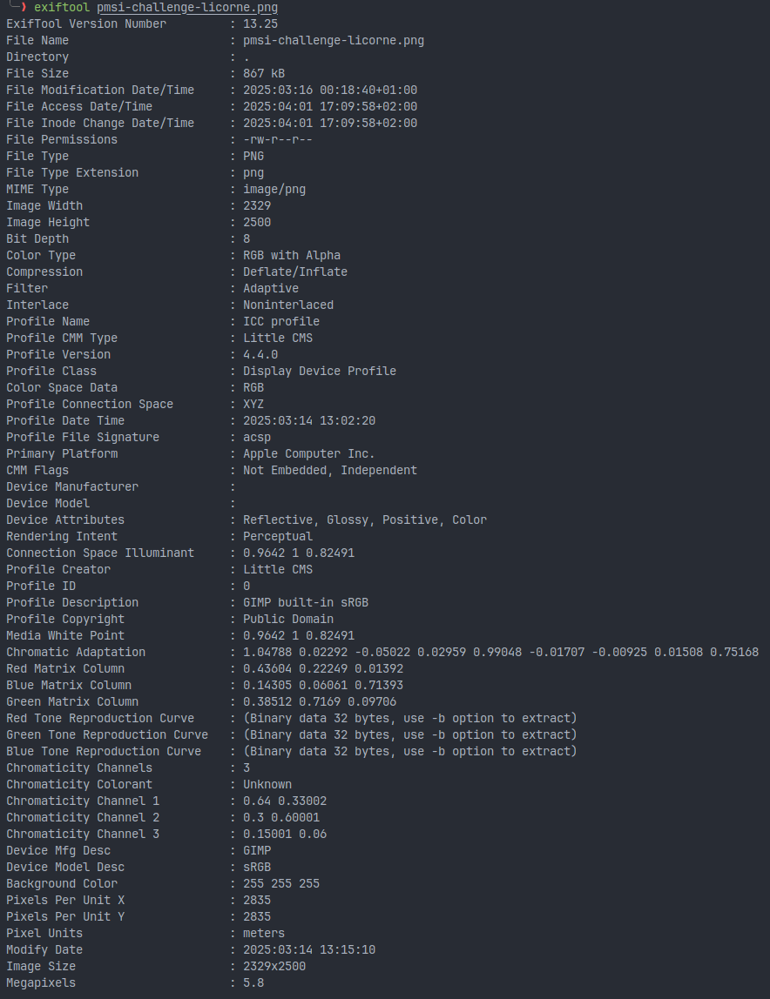 ╰─❯ exiftool pmsi-challenge-licorne.png
ExifTool Version Number         : 13.25
File Name                       : pmsi-challenge-licorne.png
Directory                       : .
File Size                       : 867 kB
File Modification Date/Time     : 2025:03:16 00:18:40+01:00
File Access Date/Time           : 2025:04:01 17:09:58+02:00
File Inode Change Date/Time     : 2025:04:01 17:09:58+02:00
File Permissions                : -rw-r--r--
File Type                       : PNG
File Type Extension             : png
MIME Type                       : image/png
Image Width                     : 2329
Image Height                    : 2500
Bit Depth                       : 8
Color Type                      : RGB with Alpha
Compression                     : Deflate/Inflate
Filter                          : Adaptive
Interlace                       : Noninterlaced
Profile Name                    : ICC profile
Profile CMM Type                : Little CMS
Profile Version                 : 4.4.0
Profile Class                   : Display Device Profile
Color Space Data                : RGB
Profile Connection Space        : XYZ
Profile Date Time               : 2025:03:14 13:02:20
Profile File Signature          : acsp
Primary Platform                : Apple Computer Inc.
CMM Flags                       : Not Embedded, Independent
Device Manufacturer             :
Device Model                    :
Device Attributes               : Reflective, Glossy, Positive, Color
Rendering Intent                : Perceptual
Connection Space Illuminant     : 0.9642 1 0.82491
Profile Creator                 : Little CMS
Profile ID                      : 0
Profile Description             : GIMP built-in sRGB
Profile Copyright               : Public Domain
Media White Point               : 0.9642 1 0.82491
Chromatic Adaptation            : 1.04788 0.02292 -0.05022 0.02959 0.99048 -0.01707 -0.00925 0.01508 0.75168
Red Matrix Column               : 0.43604 0.22249 0.01392
Blue Matrix Column              : 0.14305 0.06061 0.71393
Green Matrix Column             : 0.38512 0.7169 0.09706
Red Tone Reproduction Curve     : (Binary data 32 bytes, use -b option to extract)
Green Tone Reproduction Curve   : (Binary data 32 bytes, use -b option to extract)
Blue Tone Reproduction Curve    : (Binary data 32 bytes, use -b option to extract)
Chromaticity Channels           : 3
Chromaticity Colorant           : Unknown
Chromaticity Channel 1          : 0.64 0.33002
Chromaticity Channel 2          : 0.3 0.60001
Chromaticity Channel 3          : 0.15001 0.06
Device Mfg Desc                 : GIMP
Device Model Desc               : sRGB
Background Color                : 255 255 255
Pixels Per Unit X               : 2835
Pixels Per Unit Y               : 2835
Pixel Units                     : meters
Modify Date                     : 2025:03:14 13:15:10
Image Size                      : 2329x2500
Megapixels                      : 5.8